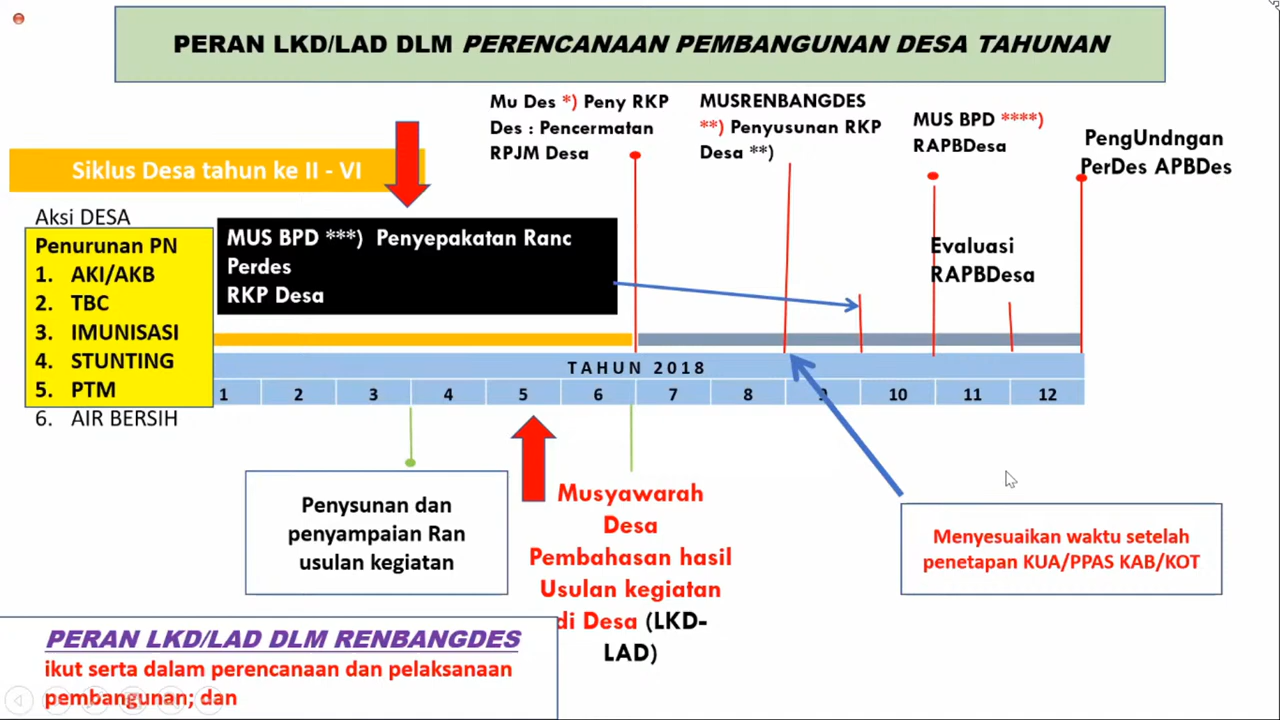 PERAN LKD/LAD DLM PERENCANAAN PEMBANGUNAN DESA TAHUNAN
Mu Des *) Peny RKP
Des : Pencermatan
RPJM Desa
MUSRENBANGDES
**) Penyusunan RKP
Desa **)
MUS BPD ****)
RAPBDesa
PengUndngan
PerDes APBDes
Siklus Desa tahun ke II - VI
Aksi DESA
Penurunan PN
1. AKI/AKB
2. TBC
3. IMUNISASI
4. STUNTING
5. PTM
6. AIR BERSIH
MUS BPD ***) Penyepakatan Ranc
Perdes
RKP Desa
Evaluasi
RAPBDesa
TAHUN 2018
1 2 3 4 5 6 7 8 9 10 11 12
Penysunan dan
penyampaian Ran
usulan kegiatan
Musyawarah
Desa
Pembahasan hasil
Usulan kegiatan
di Desa (LKD-
LAD)
Menyesuaikan waktu setelah
penetapan KUA/PPAS KAB/KOT
PERAN LKD/LAD DLM RENBANGDES
ikut serta dalam perencanaan dan pelaksanaan
pembangunan; dan